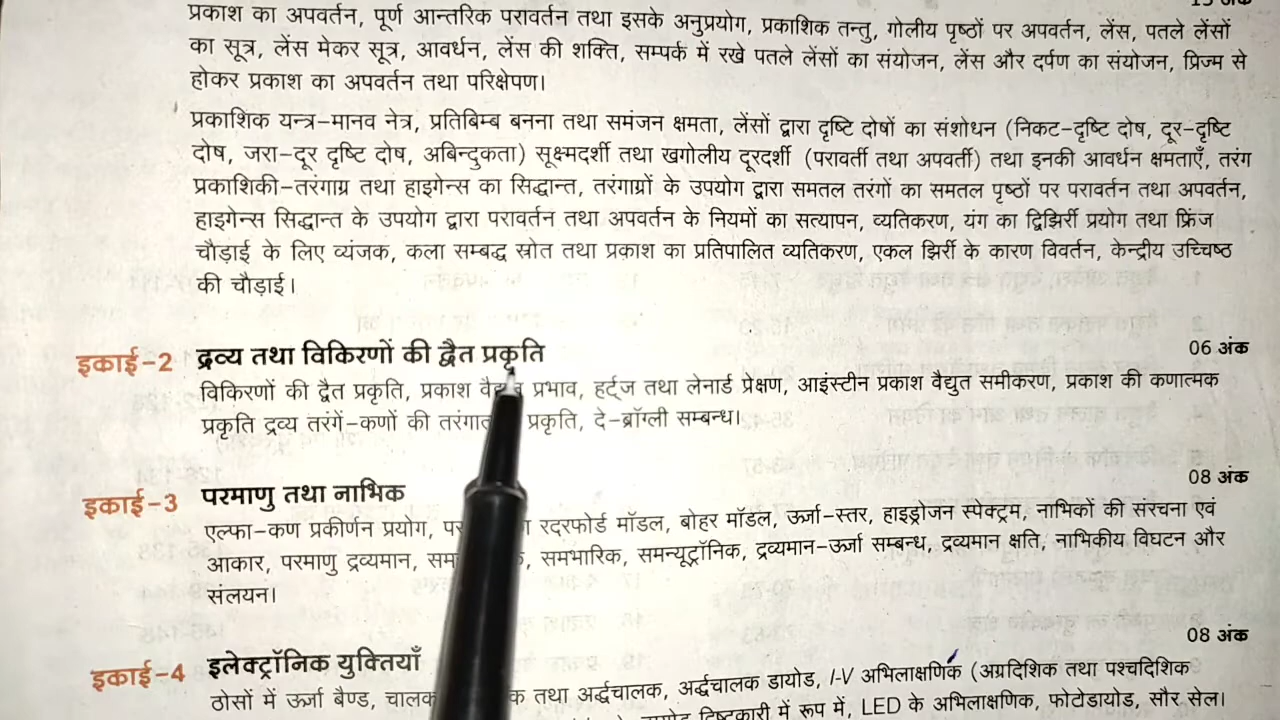 प्रकाश का अपवर्तन, पूर्ण आन्तरिक परावर्तन तथा इसके अनुप्रयोग, प्रकाशिक तन्तु, गोलीय पृष्ठों पर अपवर्तन, लेंस, पतले लेंसों
का सूत्र, लेंस मेकर सूत्र, आवर्धन, लेंस की शक्ति, सम्पर्क में रखे पतले लेंसों का संयोजन, लेंस और दर्पण का संयोजन, प्रिज्म से
होकर प्रकाश का अपवर्तन तथा परिक्षेपण।
प्रकाशिक यन्त्र-मानव नेत्र, प्रतिबिम्ब बनना तथा समंजन क्षमता, लेंसों द्वारा दृष्टि दोषों का संशोधन (निकट-दृष्टि दोष, दूर-दृष्टि
दोष, जरा-दूर दृष्टि दोष, अबिन्दुकता) सूक्ष्मदर्शी तथा खगोलीय दूरदर्शी (परावर्ती तथा अपवर्ती) तथा इनकी आवर्धन क्षमताएँ, तरंग
प्रकाशिकी-तरंगाग्र तथा हाइगेन्स का सिद्धान्त, तरंगाग्रों के उपयोग द्वारा समतल तरंगों का समतल पृष्ठों पर परावर्तन तथा अपवर्तन,
हाइगेन्स सिद्धान्त के उपयोग द्वारा परावर्तन तथा अपवर्तन के नियमों का सत्यापन, व्यतिकरण, यंग का द्विझिर्री प्रयोग तथा फ्रिंज
चौड़ाई के लिए व्यंजक, कला सम्बद्ध स्रोत तथा प्रकाश का प्रतिपालित व्यतिकरण, एकल झिर्री के कारण विवर्तन, केन्द्रीय उच्चिष्ठ
की चौड़ाई।
इकाई-2 द्रव्य तथा विकिरणों की द्वैत प्रकृति 06 अंक
विकिरणों की द्वैत प्रकृति, प्रकाश वैद्युत प्रभाव, हर्ट्ज तथा लेनार्ड प्रेक्षण, आइंस्टीन प्रकाश वैद्युत समीकरण, प्रकाश की कणात्मक
प्रकृति द्रव्य तरंगें-कणों की प्रकृति, दे-ब्रॉग्ली सम्बन्ध।
इकाई-3 परमाणु तथा नाभिक 08 अंक
एल्फा-कण प्रकीर्णन प्रयोग, रदरफोर्ड मॉडल, बोहर मॉडल, ऊर्जा-स्तर, हाइड्रोजन स्पेक्ट्रम, नाभिकों की संरचना एवं
आकार, परमाणु द्रव्यमान, समभारिक, समन्यूट्रॉनिक, द्रव्यमान-ऊर्जा सम्बन्ध, द्रव्यमान क्षति, नाभिकीय विघटन और
संलयन।
इकाई-4 इलेक्ट्रॉनिक युक्तियाँ 08 अंक
ठोसों में ऊर्जा बैण्ड, तथा अर्द्धचालक, अर्द्धचालक डायोड, I-V अभिलाक्षणिक (अग्रदिशिक तथा पश्चदिशिक
में रूप में, LED के अभिलाक्षणिक, फोटोडायोड, सौर सेल।